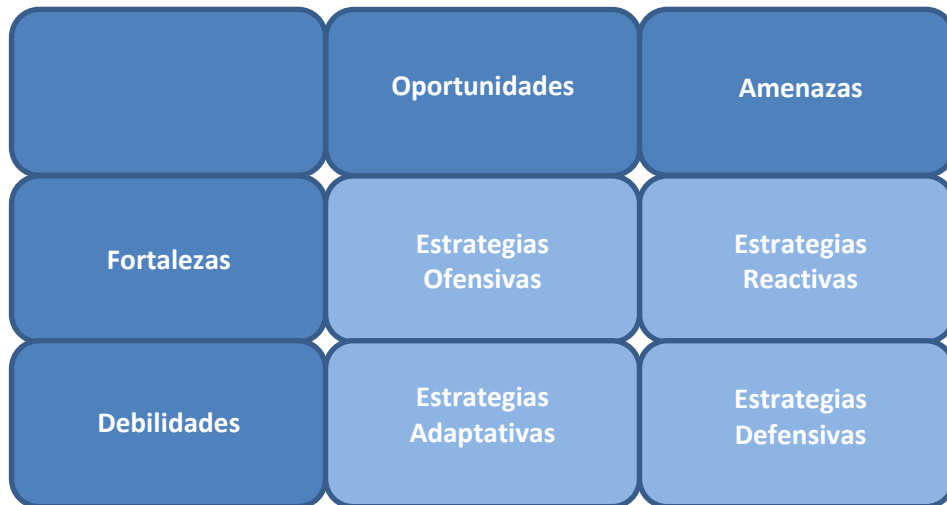 Oportunidades
Amenazas
Fortalezas
Estrategias
Ofensivas
Estrategias
Reactivas
Debilidades
Estrategias
Adaptativas
Estrategias
Defensivas